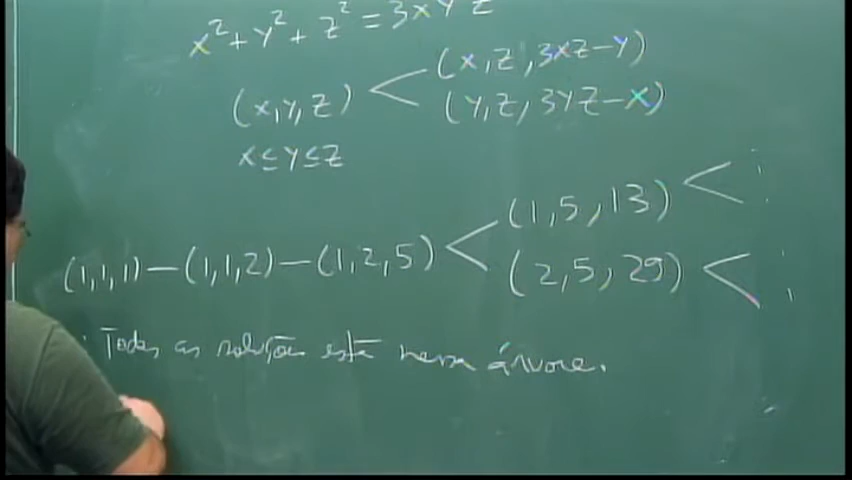 x² + y² + z² = 3xyz
(x, z, 3xz-y)
(x, y, z) <
(y, z, 3yz-x)
x ≤ y ≤ z
(1, 5, 13) <
(1,1,1) — (1,1,2) — (1,2,5) <
(2, 5, 29) <
Todas as soluções está nessa árvore.